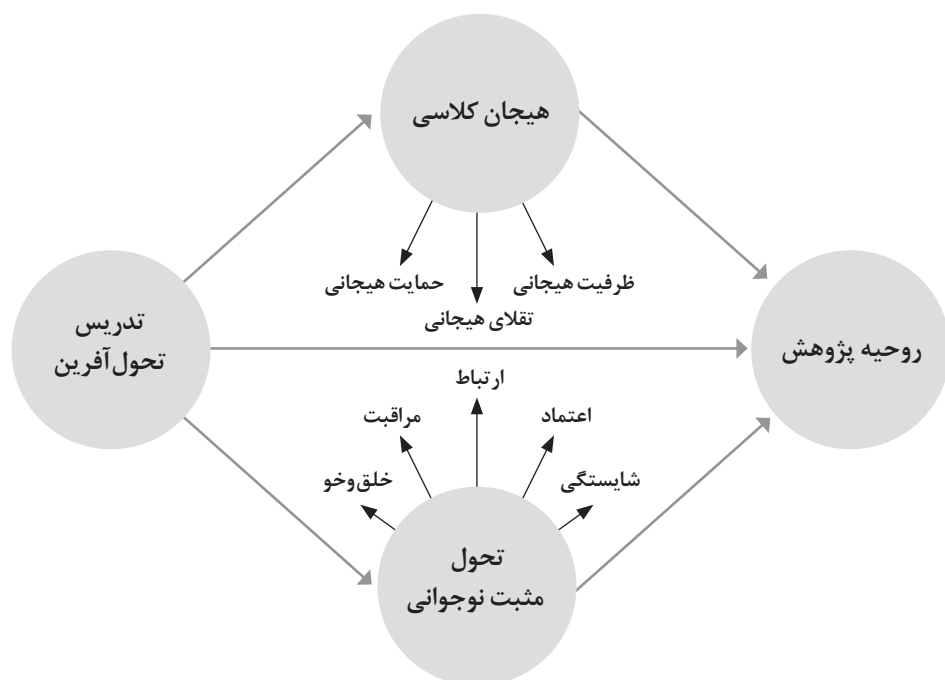 هیجان کلاسی
حمایت هیجانی
ظرفیت هیجانی
تقلای هیجانی
تدریس
تحول‌آفرین
روحیه پژوهش
ارتباط
مراقبت
اعتماد
خلق‌وخو
شایستگی
تحول
مثبت نوجوانی